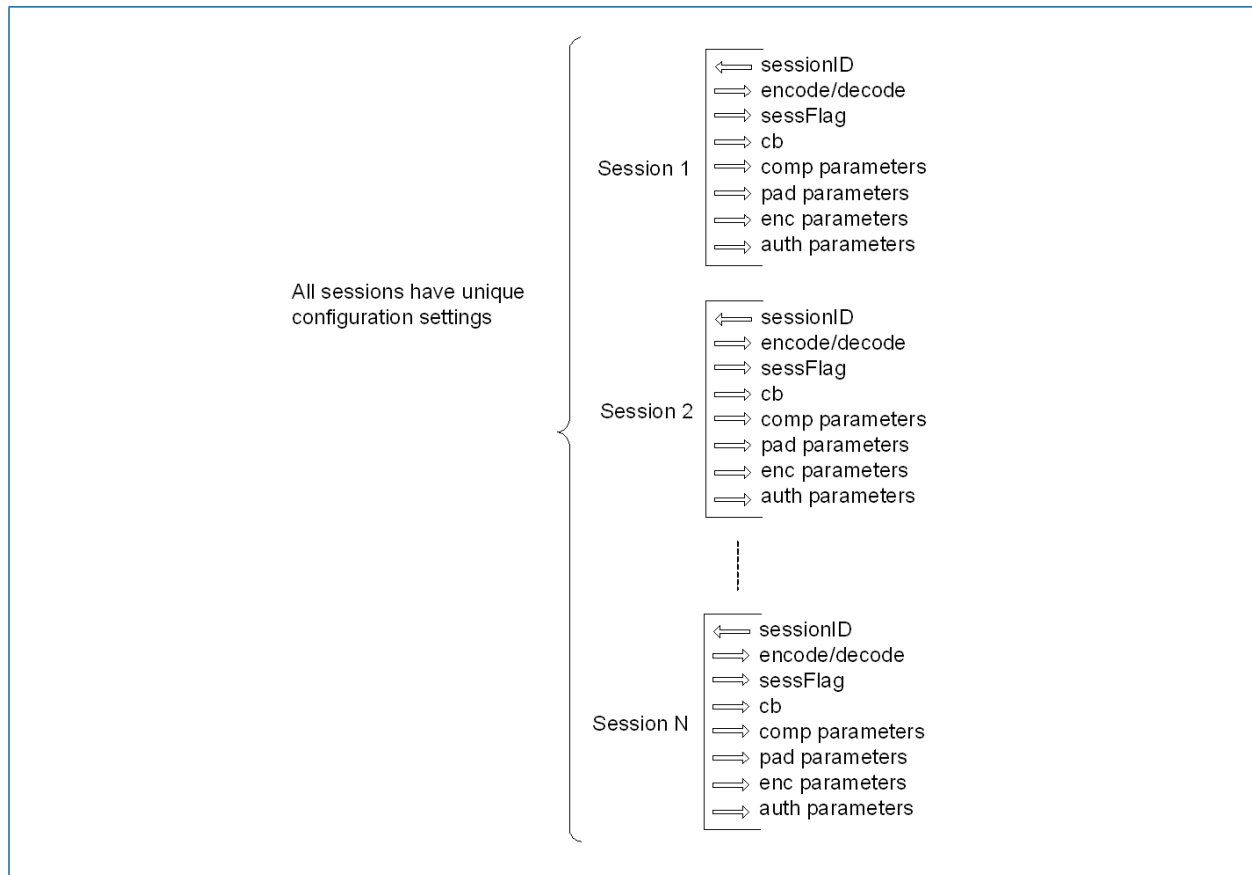 All sessions have unique
configuration settings
Session 1
sessionID
encode/decode
sessFlag
cb
comp parameters
pad parameters
enc parameters
auth parameters
Session 2
sessionID
encode/decode
sessFlag
cb
comp parameters
pad parameters
enc parameters
auth parameters
Session N
sessionID
encode/decode
sessFlag
cb
comp parameters
pad parameters
enc parameters
auth parameters